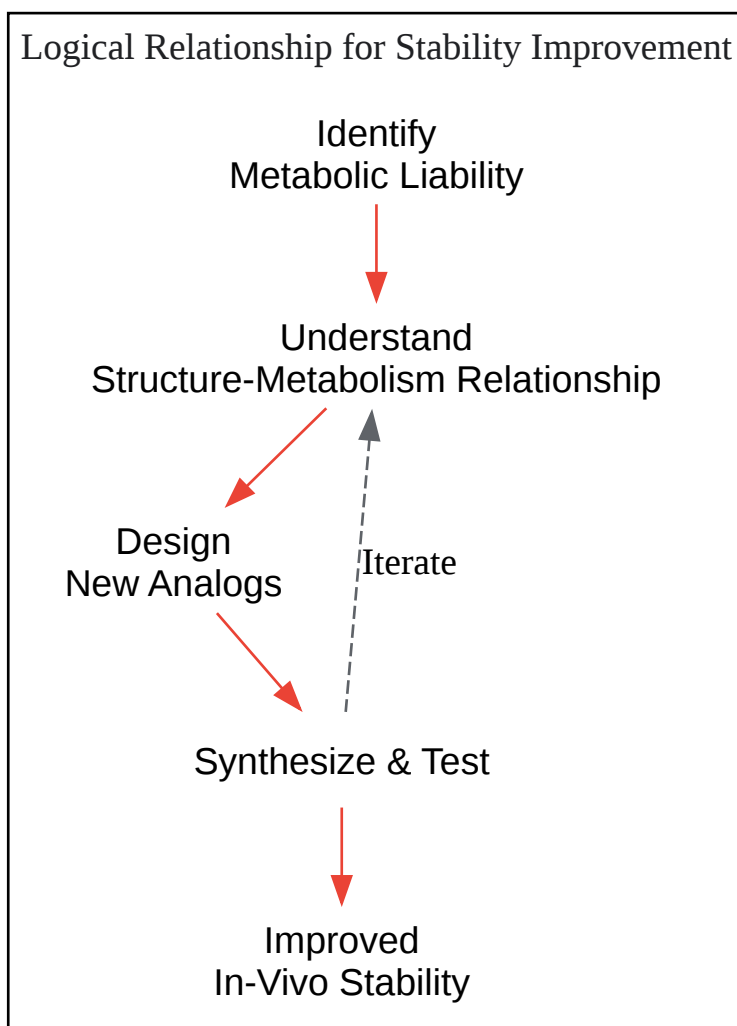 Logical Relationship for Stability Improvement
Identify
Metabolic Liability
Understand
Structure-Metabolism Relationship
Design
New Analogs
Iterate
Synthesize & Test
Improved
In-Vivo Stability